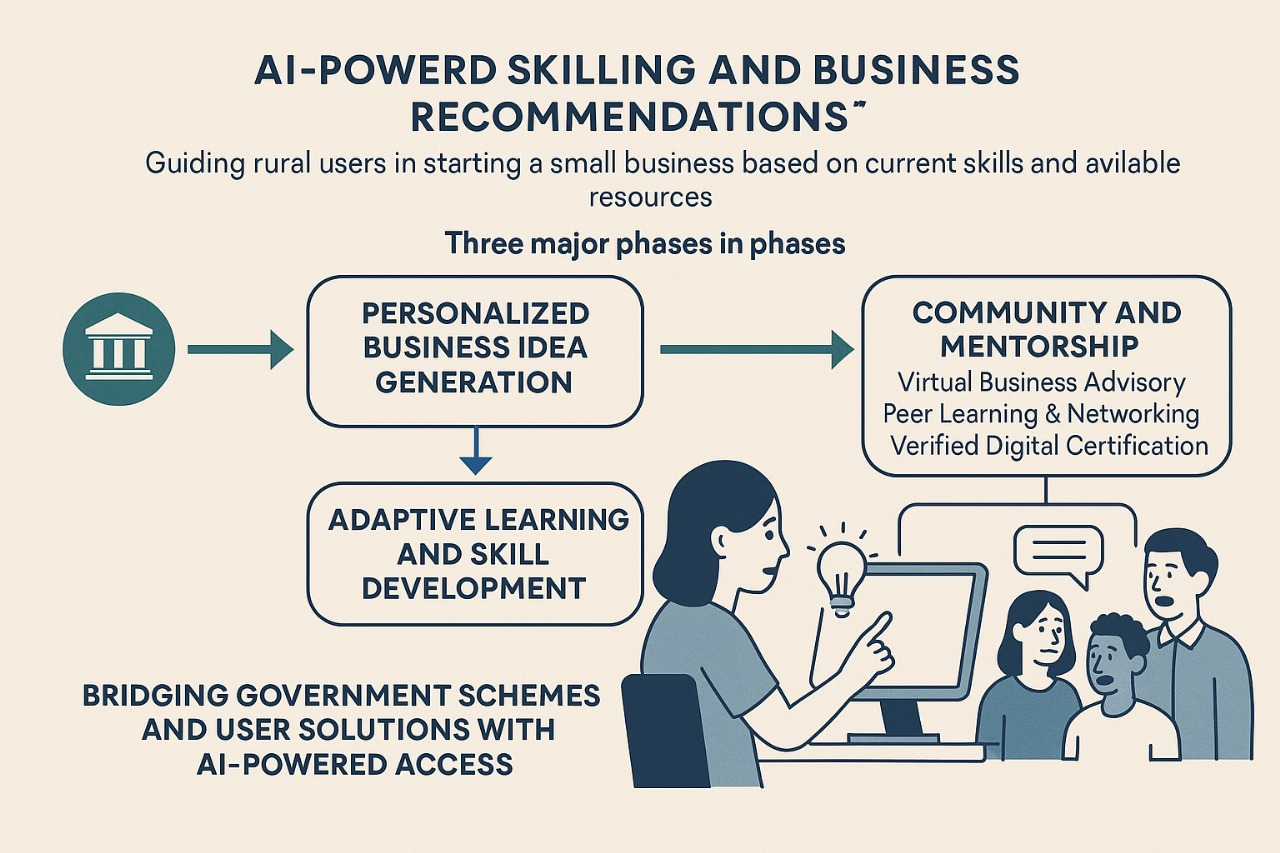 AI-POWERD SKILLING AND BUSINESS
RECOMMENDATIONS”
Guiding rural users in starting a small business based on current skills and avilable
resources
Three major phases in phases
PERSONALIZED
BUSINESS IDEA
GENERATION
COMMUNITY AND
MENTORSHIP
Virtual Business Advisory
Peer Learning & Networking
Verified Digital Certification
ADAPTIVE LEARNING
AND SKILL
DEVELOPMENT
BRIDGING GOVERNMENT SCHEMES
AND USER SOLUTIONS WITH
AI-POWERED ACCESS